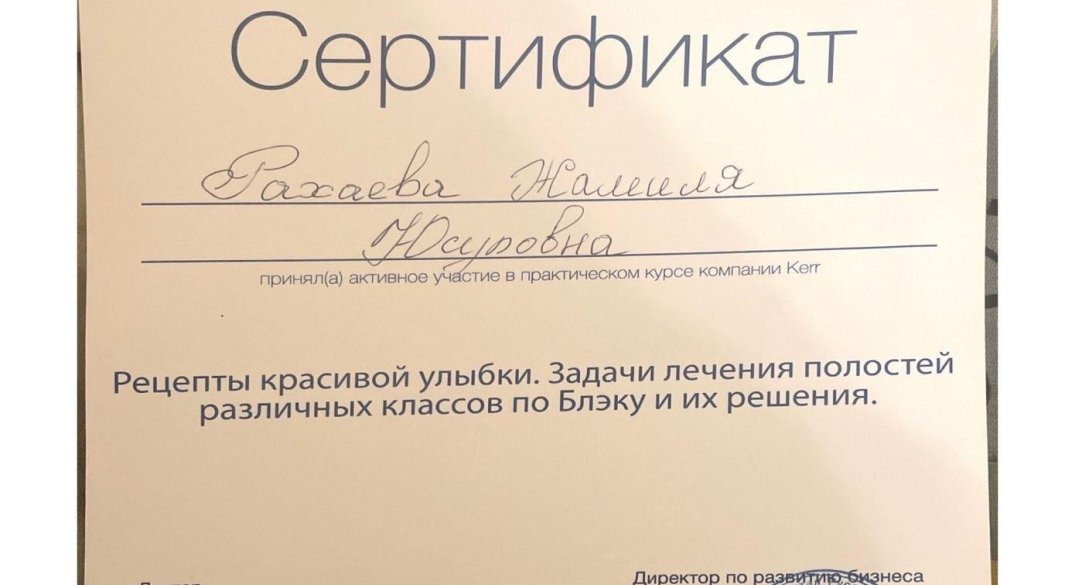 Сертификат
Рахаева Жамиля
Юсуровна
принял(а) активное участие в практическом курсе компании Kerr
Рецепты красивой улыбки. Задачи лечения полостей
различных классов по Блэку и их решения.
Директор по развитию бизнеса